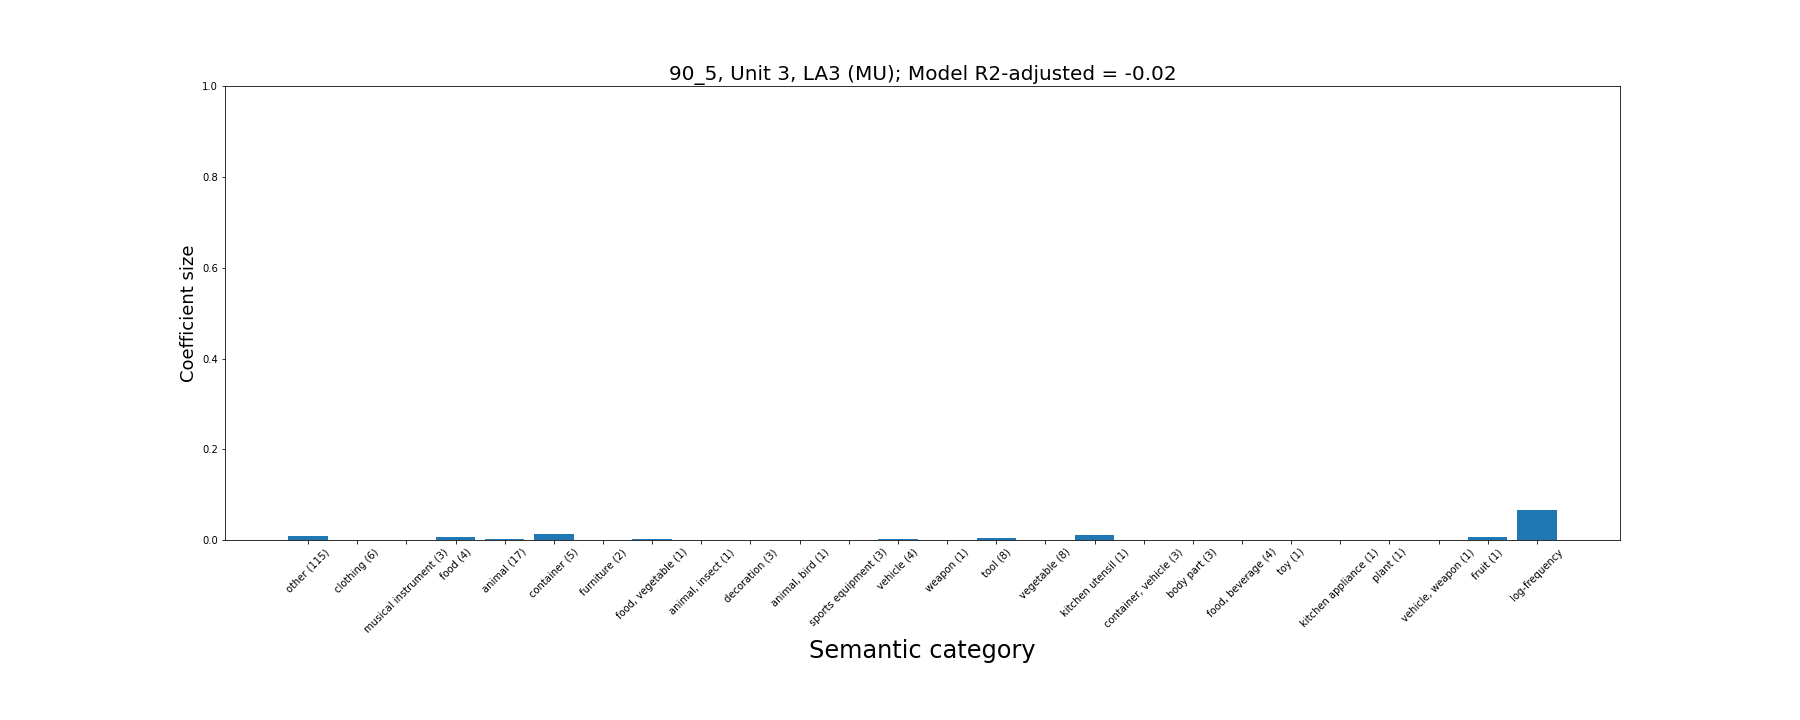 90_5, Unit 3, LA3 (MU); Model R2-adjusted = -0.02
1.0
0.8
0.6
0.4
0.2
0.0
Coefficient size
other (115)
clothing (6)
musical instrument (3)
food (4)
animal (17)
container (5)
furniture (2)
food, vegetable (1)
animal, insect (1)
decoration (3)
animal, bird (1)
sports equipment (3)
vehicle (4)
weapon (1)
tool (8)
vegetable (8)
kitchen utensil (1)
container, vehicle (3)
body part (3)
food, beverage (4)
toy (1)
kitchen appliance (1)
plant (1)
vehicle, weapon (1)
fruit (1)
log-frequency
Semantic category